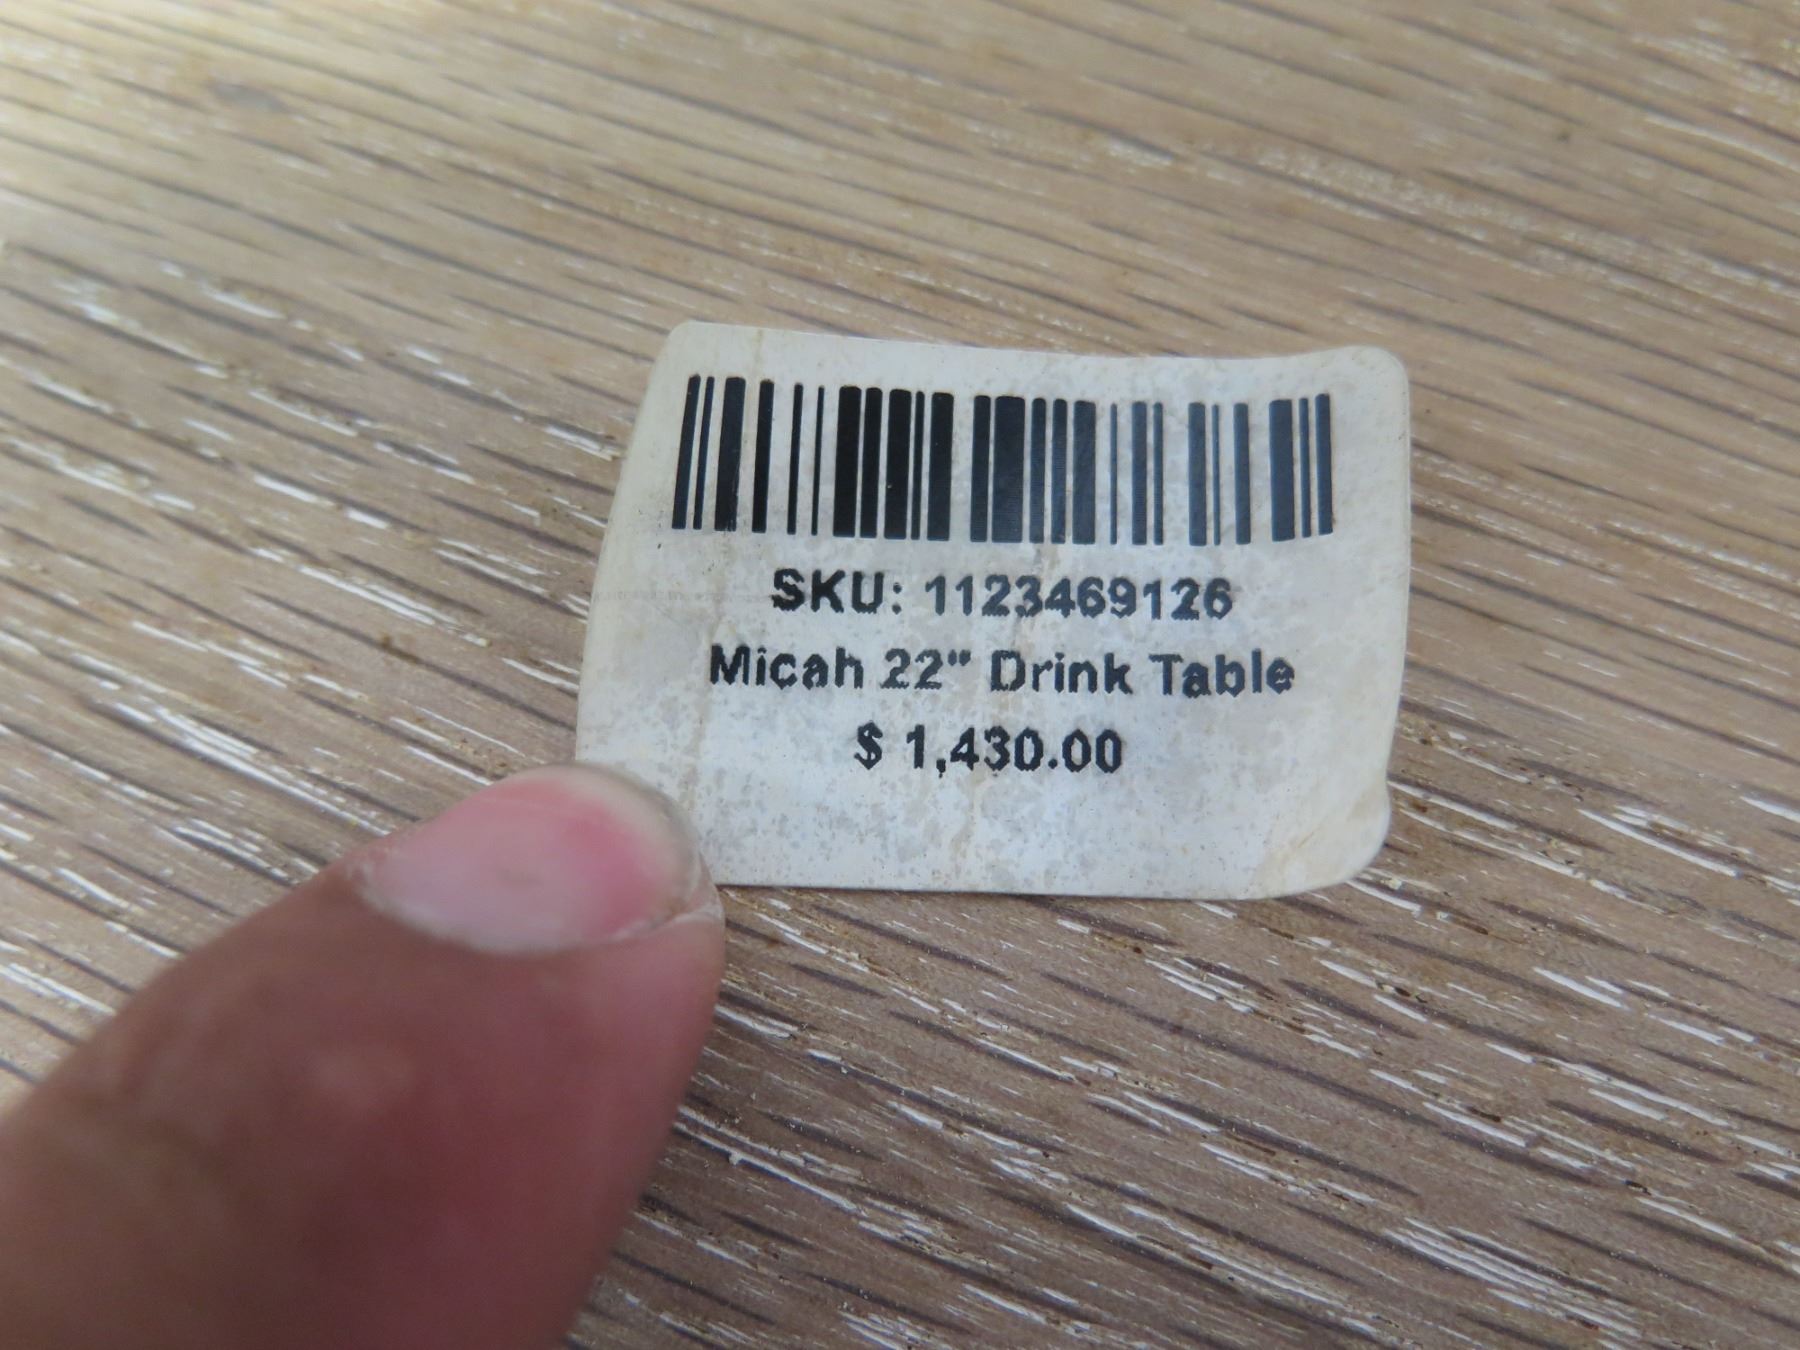 SKU: 1123469126
Micah 22" Drink Table
$ 1,430.00